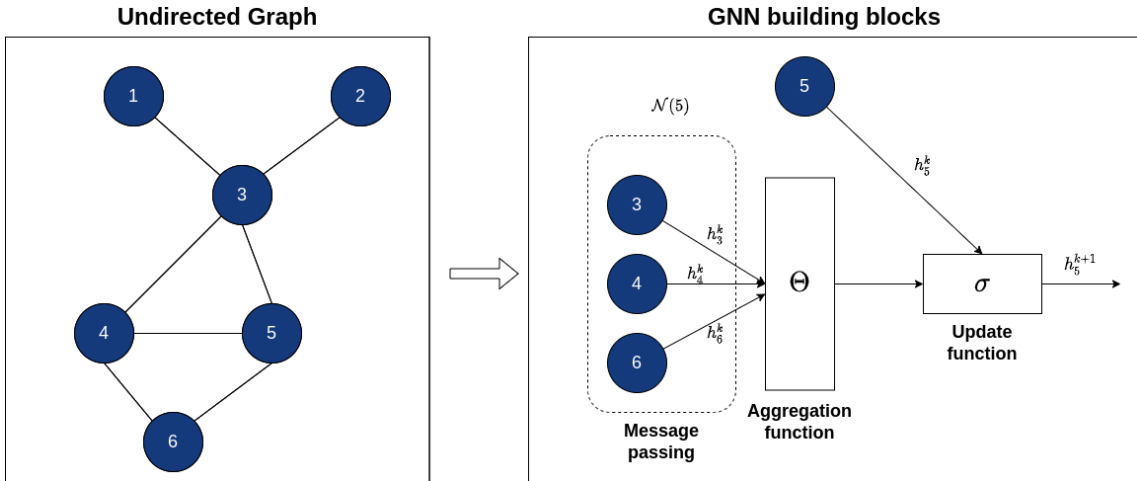 Undirected Graph
1
2
3
4
5
6
GNN building blocks
5
𝒩(5)
h₅ᵏ
3
h₃ᵏ
4
h₄ᵏ
6
h₆ᵏ
Θ
σ
h₅ᵏ⁺¹
Update
function
Aggregation
function
Message
passing